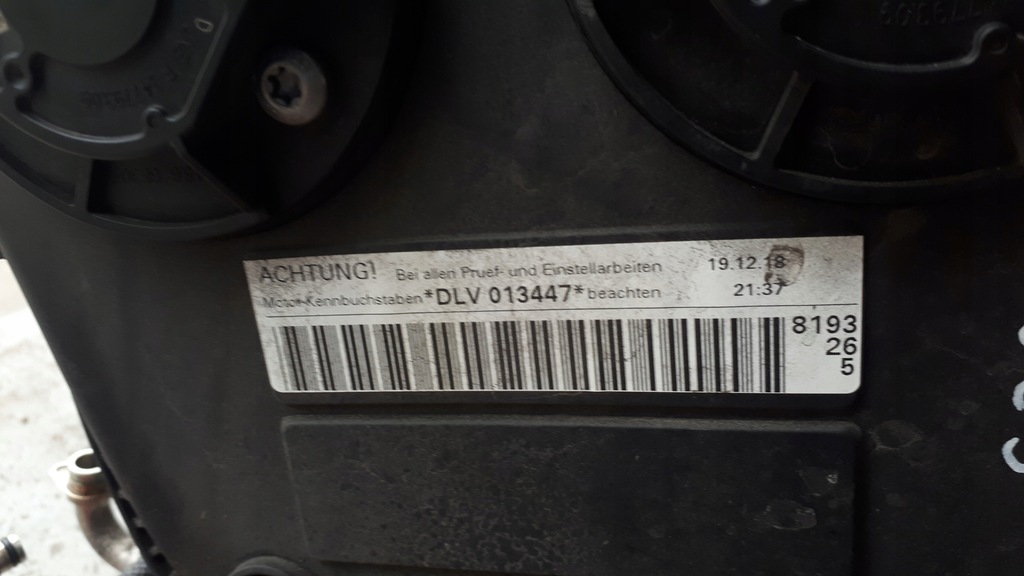 ACHTUNG! Bei allen Pruef- und Einstellarbeiten 19.12.18
Motor-Kennbuchstaben *DLV 013447* beachten 21:37
8193
26
5